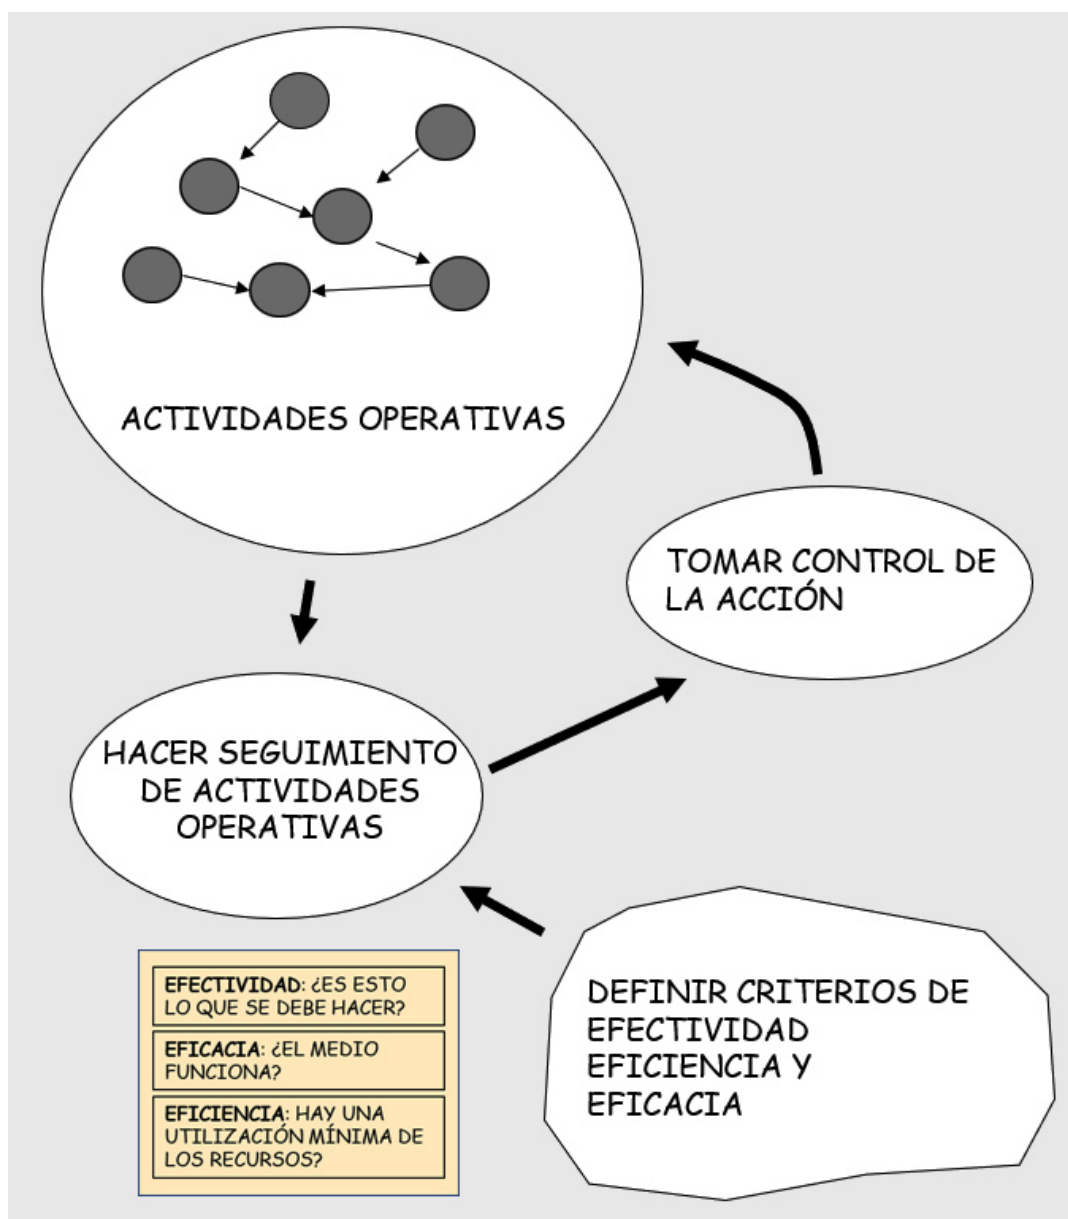 ACTIVIDADES OPERATIVAS
TOMAR CONTROL DE
LA ACCIÓN
HACER SEGUIMIENTO
DE ACTIVIDADES
OPERATIVAS
EFECTIVIDAD: ¿ES ESTO
LO QUE SE DEBE HACER?
EFICACIA: ¿EL MEDIO
FUNCIONA?
EFICIENCIA: HAY UNA
UTILIZACIÓN MÍNIMA DE
LOS RECURSOS?
DEFINIR CRITERIOS DE
EFECTIVIDAD
EFICIENCIA Y
EFICACIA